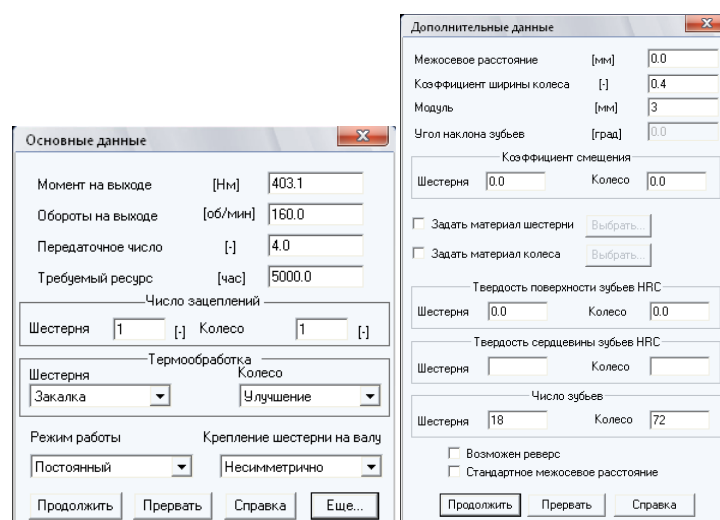 Основные данные
Момент на выходе [Нм] 403.1
Обороты на выходе [об/мин] 160.0
Передаточное число [-] 4.0
Требуемый ресурс [час] 5000.0
Число зацеплений
Шестерня 1 [-] Колесо 1 [-]
Термообработка
Шестерня Колесо
Закалка Улучшение
Режим работы Крепление шестерни на валу
Постоянный Несимметрично
Продолжить Прервать Справка Еще...
Дополнительные данные
Межосевое расстояние [мм] 0.0
Коэффициент ширины колеса [-] 0.4
Модуль [мм] 3
Угол наклона зубьев [град] 0.0
Коэффициент смещения
Шестерня 0.0 Колесо 0.0
Задать материал шестерни Выбрать...
Задать материал колеса Выбрать...
Твердость поверхности зубьев HRC
Шестерня 0.0 Колесо 0.0
Твердость сердцевины зубьев HRC
Шестерня Колесо
Число зубьев
Шестерня 18 Колесо 72
Возможен реверс
Стандартное межосевое расстояние
Продолжить Прервать Справка